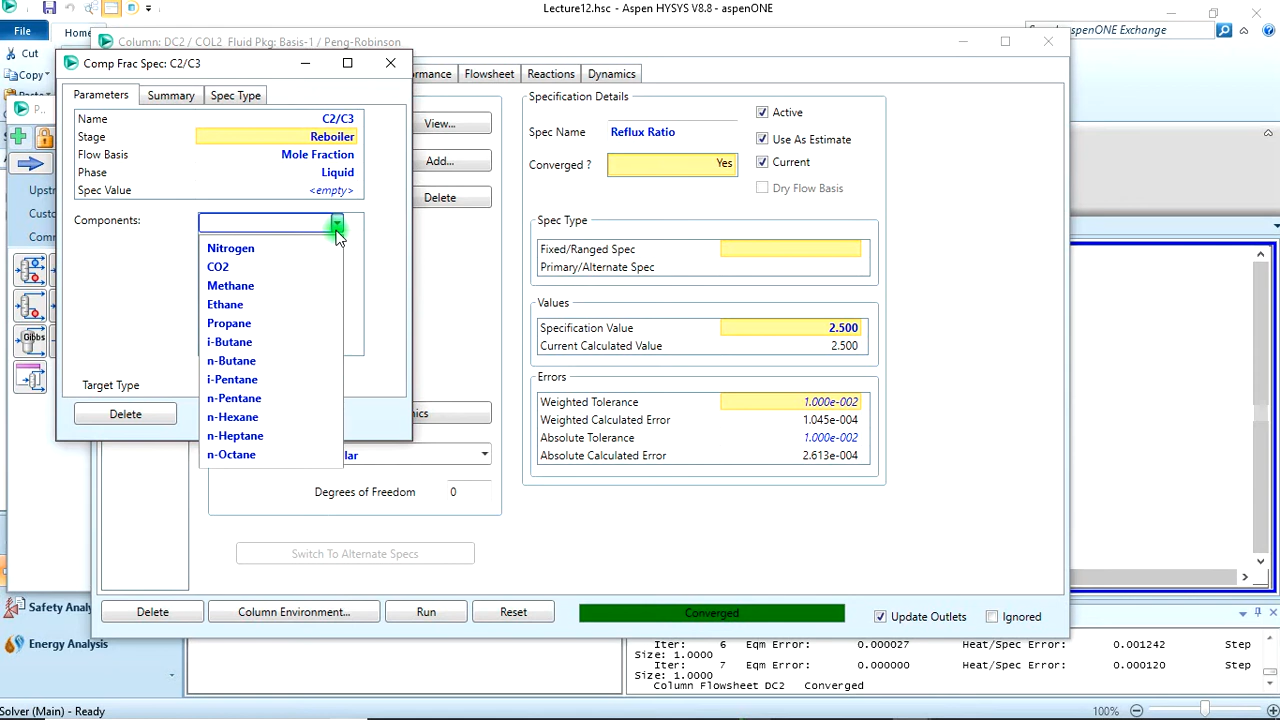 Lecture12.hsc - Aspen HYSYS V8.8 - aspenONE
File
Home
Search aspenONE Exchange
Cut
Column: DC2 / COL2 Fluid Pkg: Basis-1 / Peng-Robinson
Comp Frac Spec: C2/C3
Copy
Parameters
Summary
Spec Type
ormance
Flowsheet
Reactions
Dynamics
P..
Name
C2/C3
Stage
Reboiler
Flow Basis
Mole Fraction
Phase
Liquid
Spec Value
<empty>
Components:
Nitrogen
CO2
Methane
Ethane
Propane
i-Butane
n-Butane
i-Pentane
n-Pentane
n-Hexane
n-Heptane
n-Octane
Target Type
Delete
Upst
Custo
Comm
Gibbs
View...
Add...
Delete
ics
lar
Degrees of Freedom
0
Switch To Alternate Specs
Specification Details
Spec Name
Reflux Ratio
Converged ?
Yes
Active
Use As Estimate
Current
Dry Flow Basis
Spec Type
Fixed/Ranged Spec
Primary/Alternate Spec
Values
Specification Value
2.500
Current Calculated Value
2.500
Errors
Weighted Tolerance
1.000e-002
Weighted Calculated Error
1.045e-004
Absolute Tolerance
1.000e-002
Absolute Calculated Error
2.613e-004
Delete
Column Environment...
Run
Reset
Converged
Update Outlets
Ignored
Safety Analy
Energy Analysis
Iter: 6 Eqm Error: 0.000027 Heat/Spec Error: 0.001242 Step
Size: 1.0000
Iter: 7 Eqm Error: 0.000000 Heat/Spec Error: 0.000120 Step
Size: 1.0000
Column Flowsheet DC2 Converged
Solver (Main) - Ready
100%